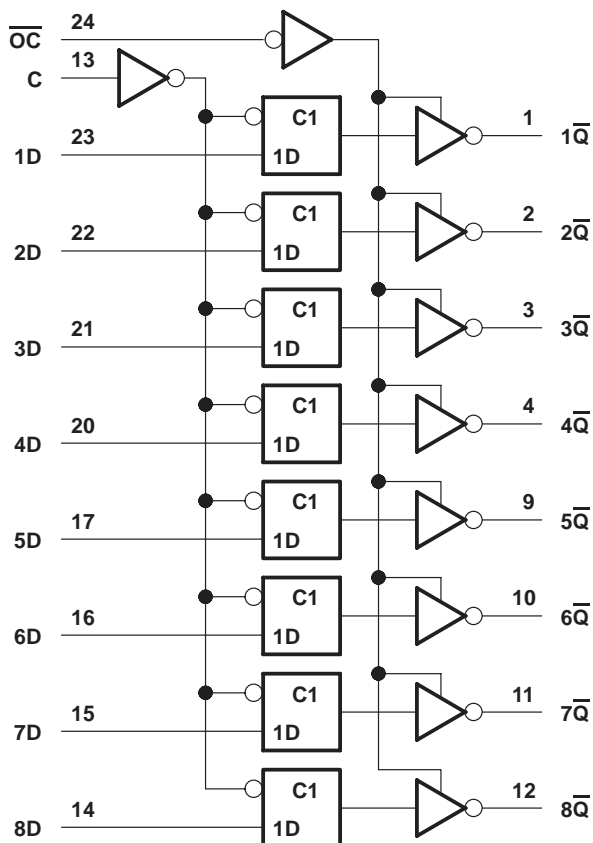 O̅C̅ 24
C 13
C1 1 1Q̅
1D 23 1D
C1 2 2Q̅
2D 22 1D
C1 3 3Q̅
3D 21 1D
C1 4 4Q̅
4D 20 1D
C1 9 5Q̅
5D 17 1D
C1 10 6Q̅
6D 16 1D
C1 11 7Q̅
7D 15 1D
C1 12 8Q̅
8D 14 1D